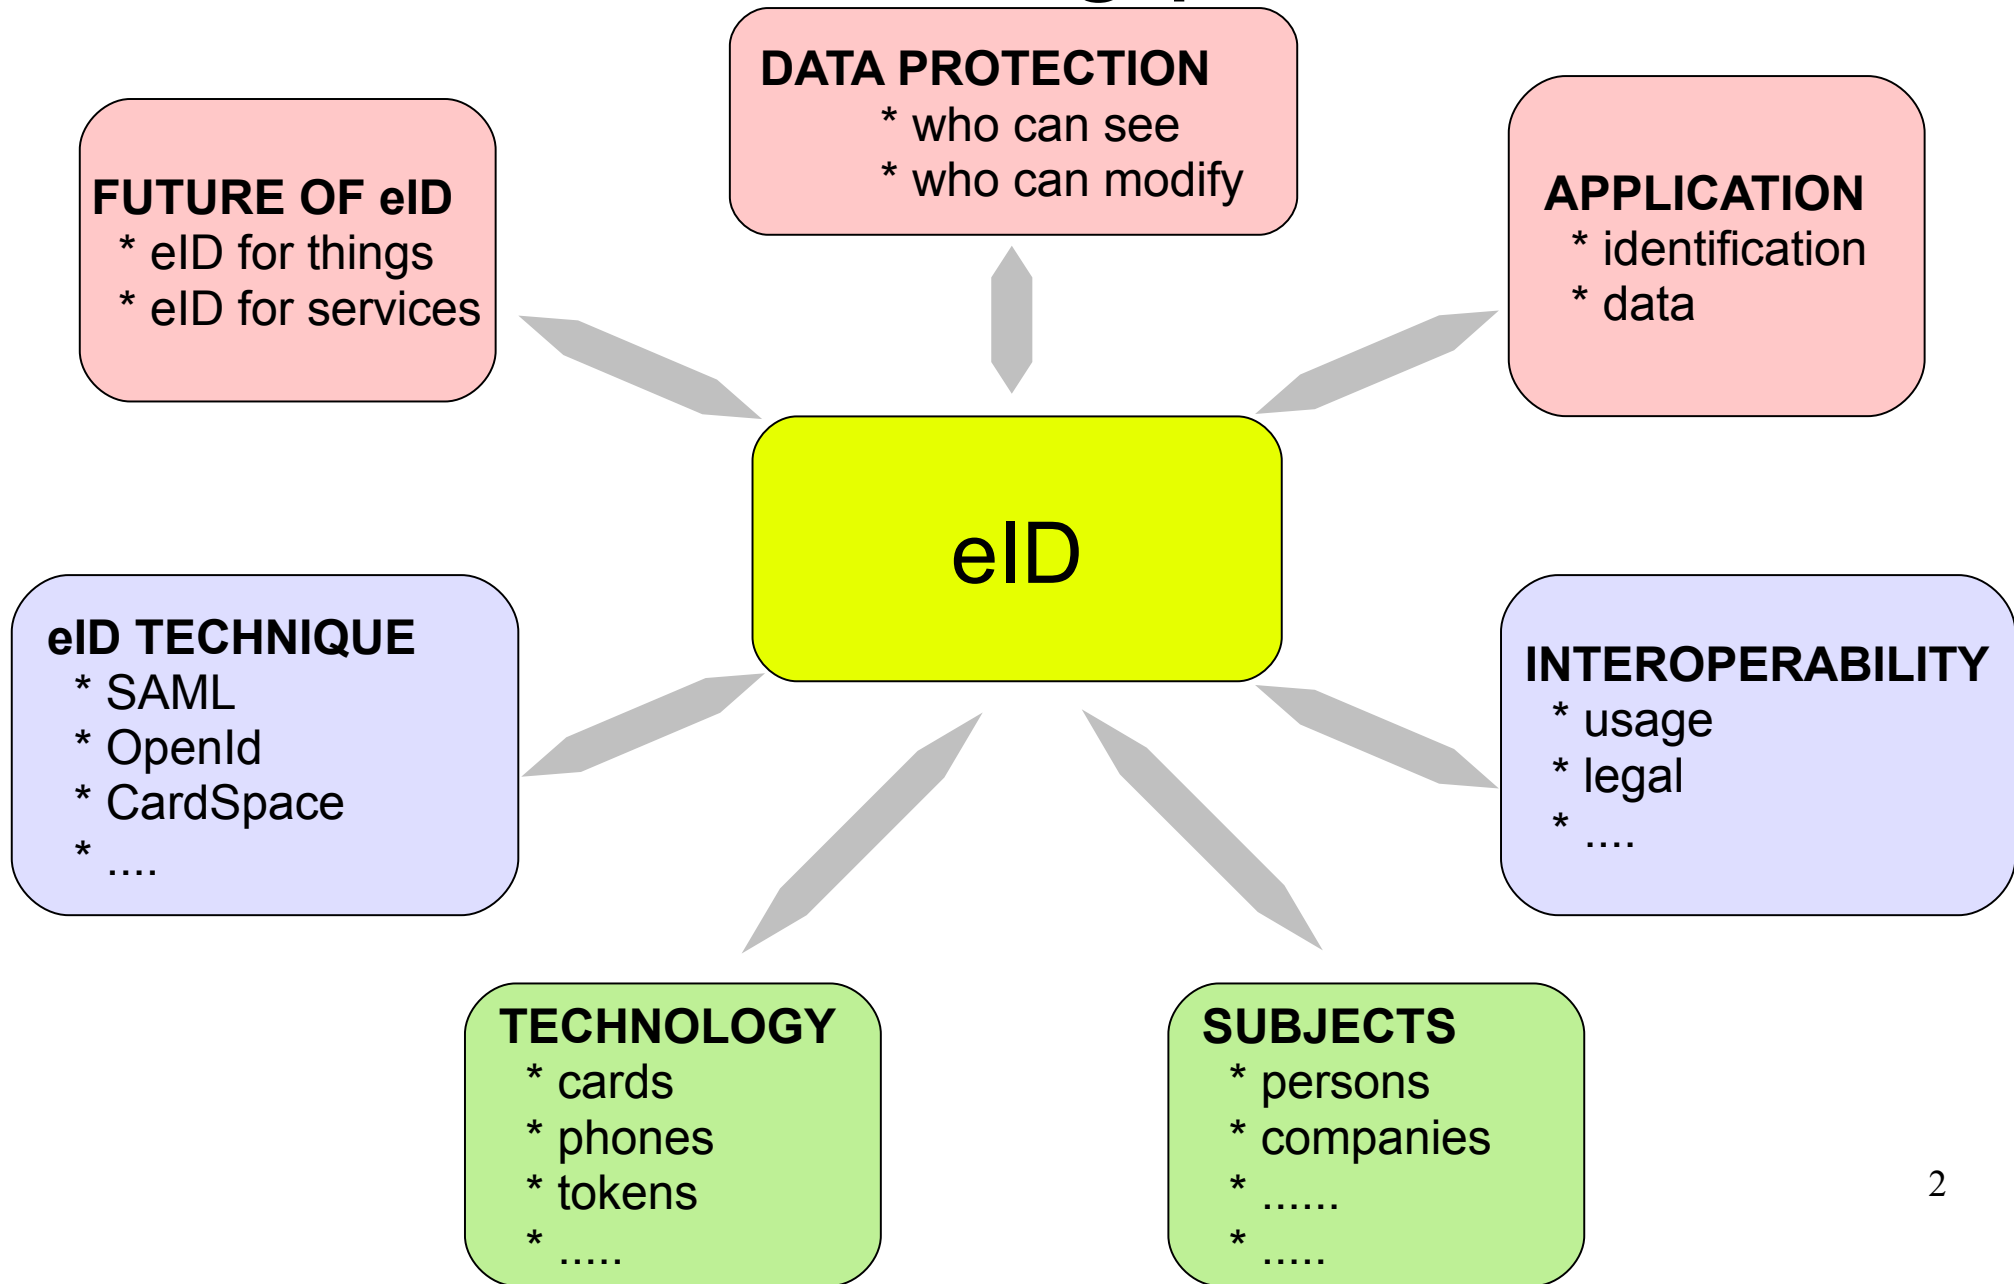 DATA PROTECTION
* who can see
* who can modify
FUTURE OF eID
* eID for things
* eID for services
APPLICATION
* identification
* data
eID
eID TECHNIQUE
* SAML
* OpenId
* CardSpace
* ....
INTEROPERABILITY
* usage
* legal
* ....
TECHNOLOGY
* cards
* phones
* tokens
* .....
SUBJECTS
* persons
* companies
* ......
* .....
2